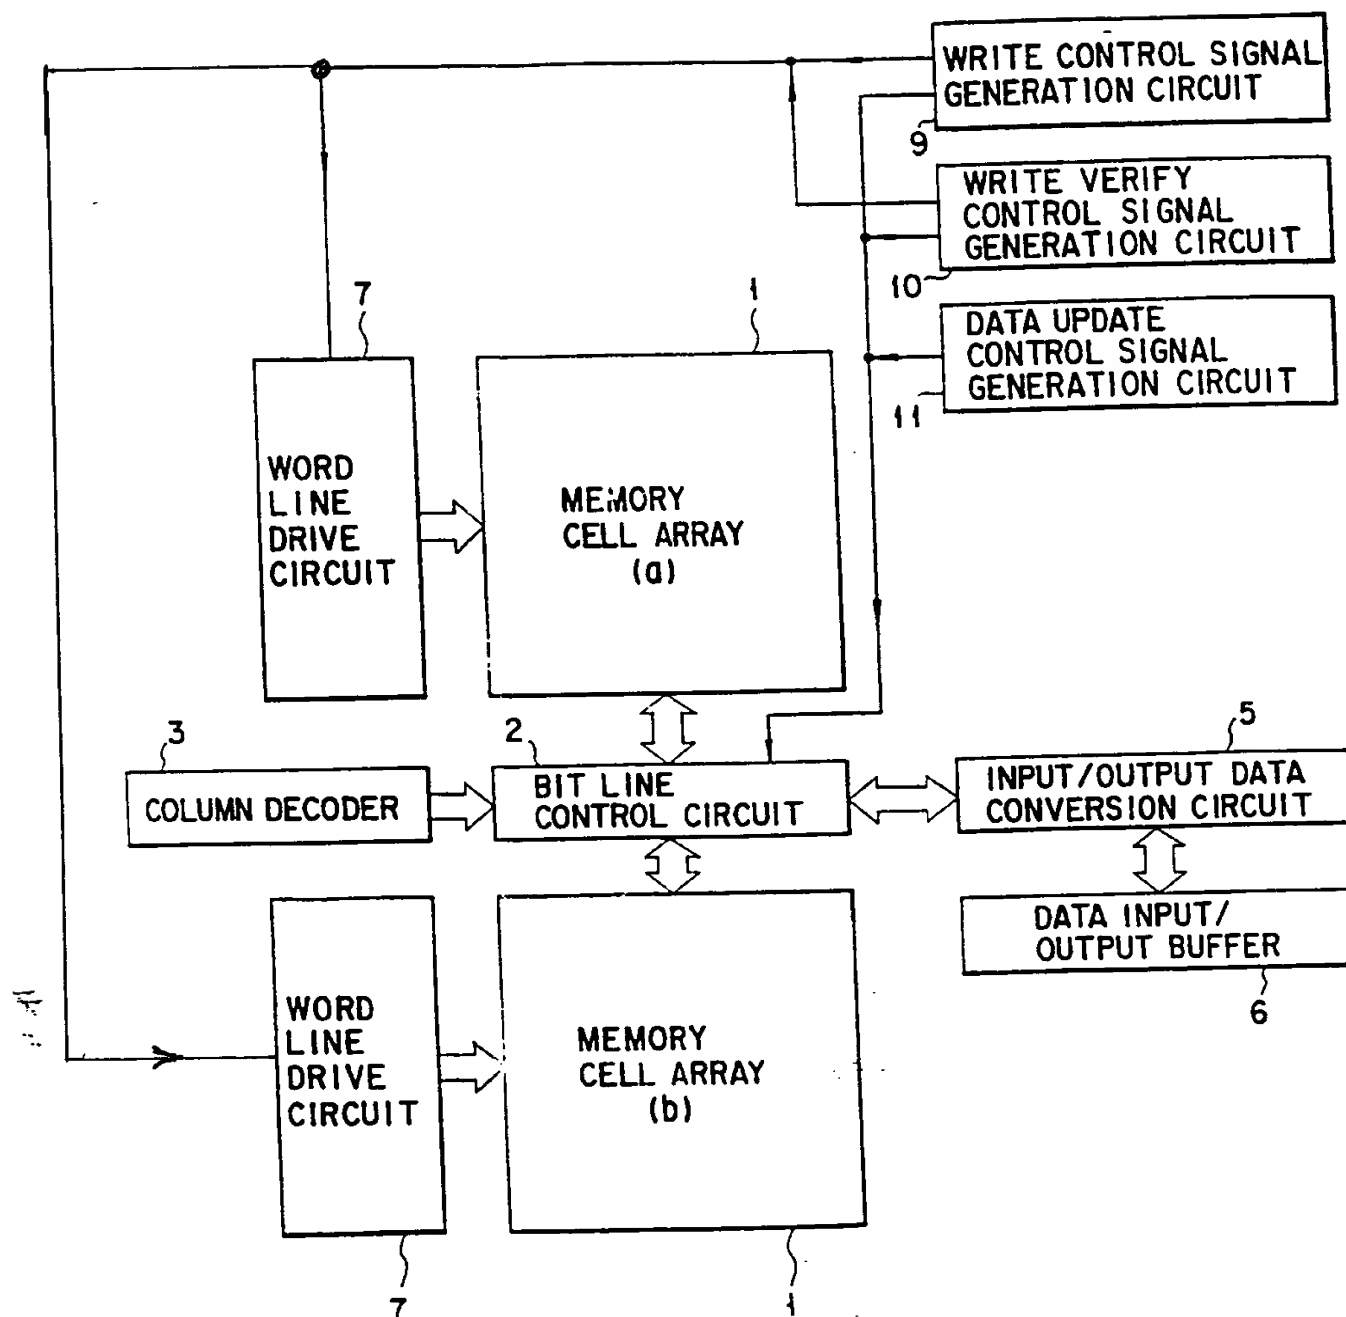 WRITE CONTROL SIGNAL
GENERATION CIRCUIT
9
WRITE VERIFY
CONTROL SIGNAL
GENERATION CIRCUIT
10
DATA UPDATE
CONTROL SIGNAL
GENERATION CIRCUIT
11
7
1
WORD
LINE
DRIVE
CIRCUIT
MEMORY
CELL ARRAY
(a)
3
2
5
COLUMN DECODER
BIT LINE
CONTROL CIRCUIT
INPUT/OUTPUT DATA
CONVERSION CIRCUIT
DATA INPUT/
OUTPUT BUFFER
6
WORD
LINE
DRIVE
CIRCUIT
MEMORY
CELL ARRAY
(b)
7
1